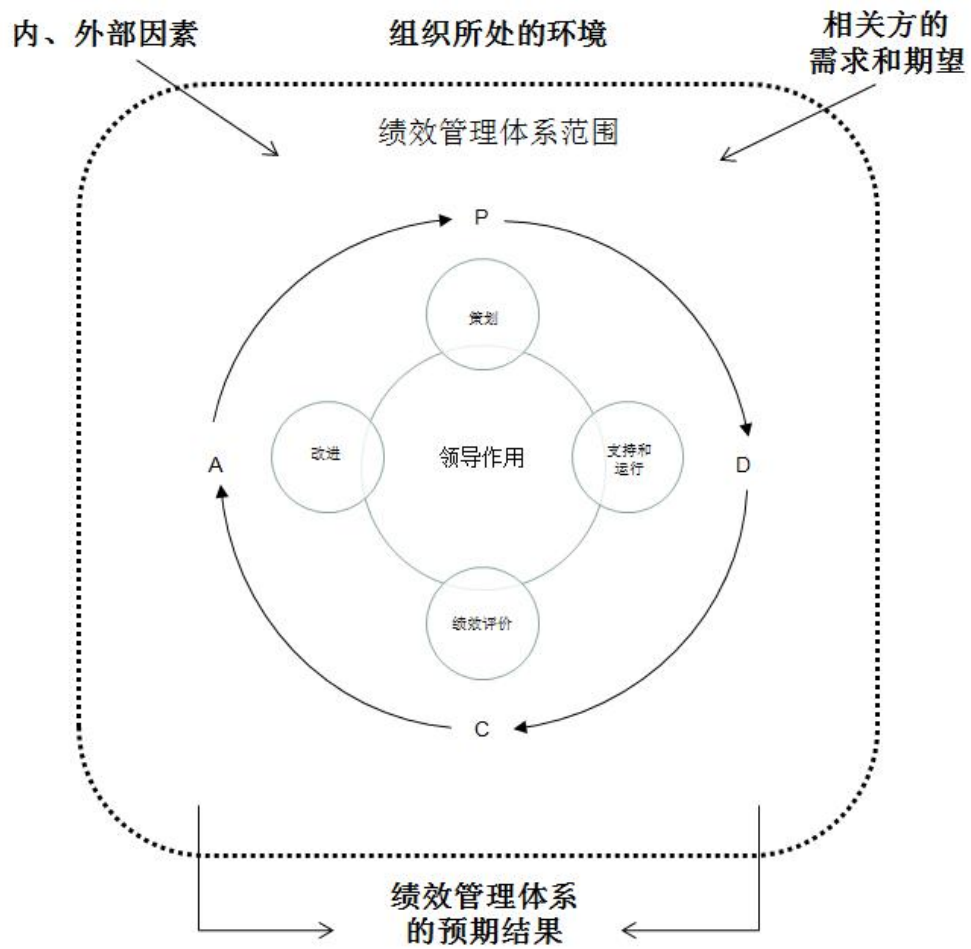 内、外部因素
组织所处的环境
相关方的
需求和期望
绩效管理体系范围
P
策划
改进
领导作用
支持和
运行
A
D
绩效评价
C
绩效管理体系
的预期结果